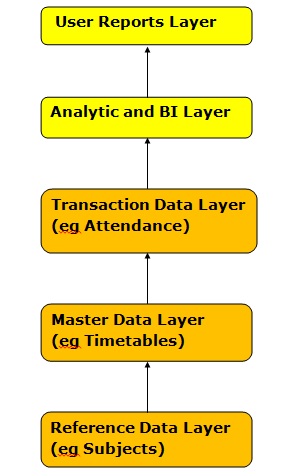 User Reports Layer
Analytic and BI Layer
Transaction Data Layer
(eg Attendance)
Master Data Layer
(eg Timetables)
Reference Data Layer
(eg Subjects)